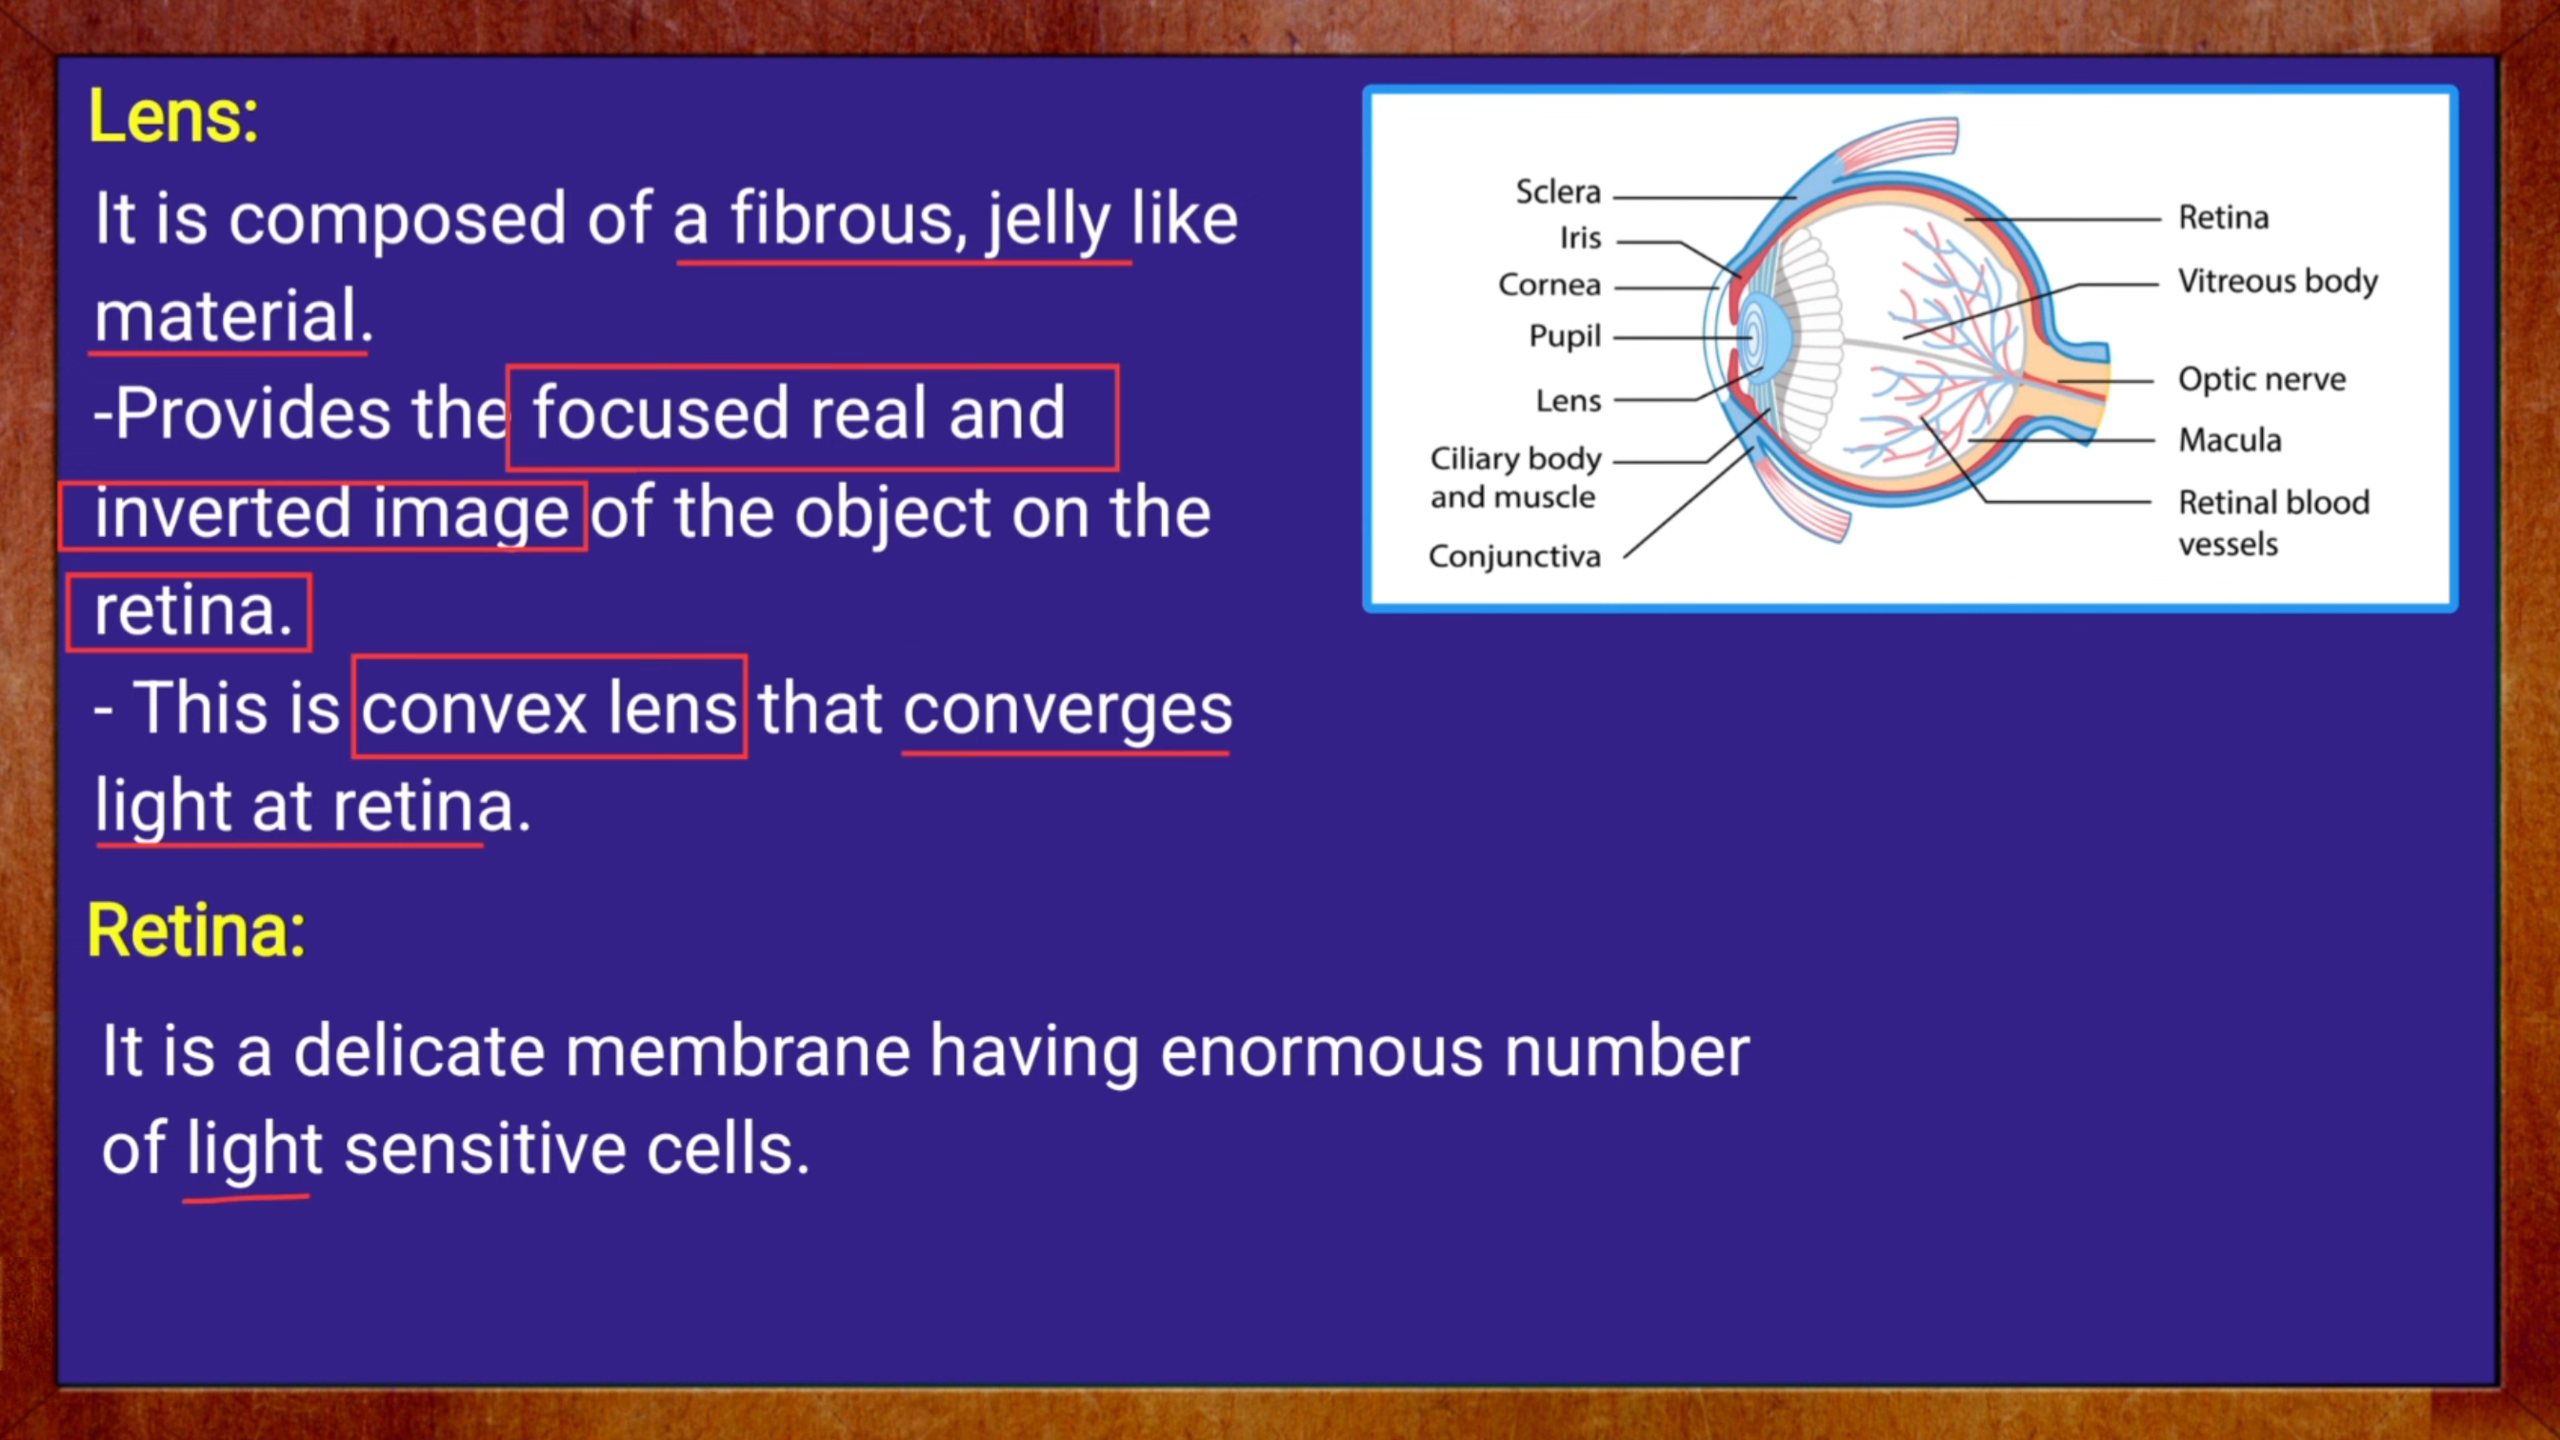 Lens:
It is composed of a fibrous, jelly like
material.
-Provides the focused real and
inverted image of the object on the
retina.
- This is convex lens that converges
light at retina.
Retina:
It is a delicate membrane having enormous number
of light sensitive cells.
Sclera
Iris
Cornea
Pupil
Lens
Ciliary body
and muscle
Conjunctiva
Retina
Vitreous body
Optic nerve
Macula
Retinal blood
vessels